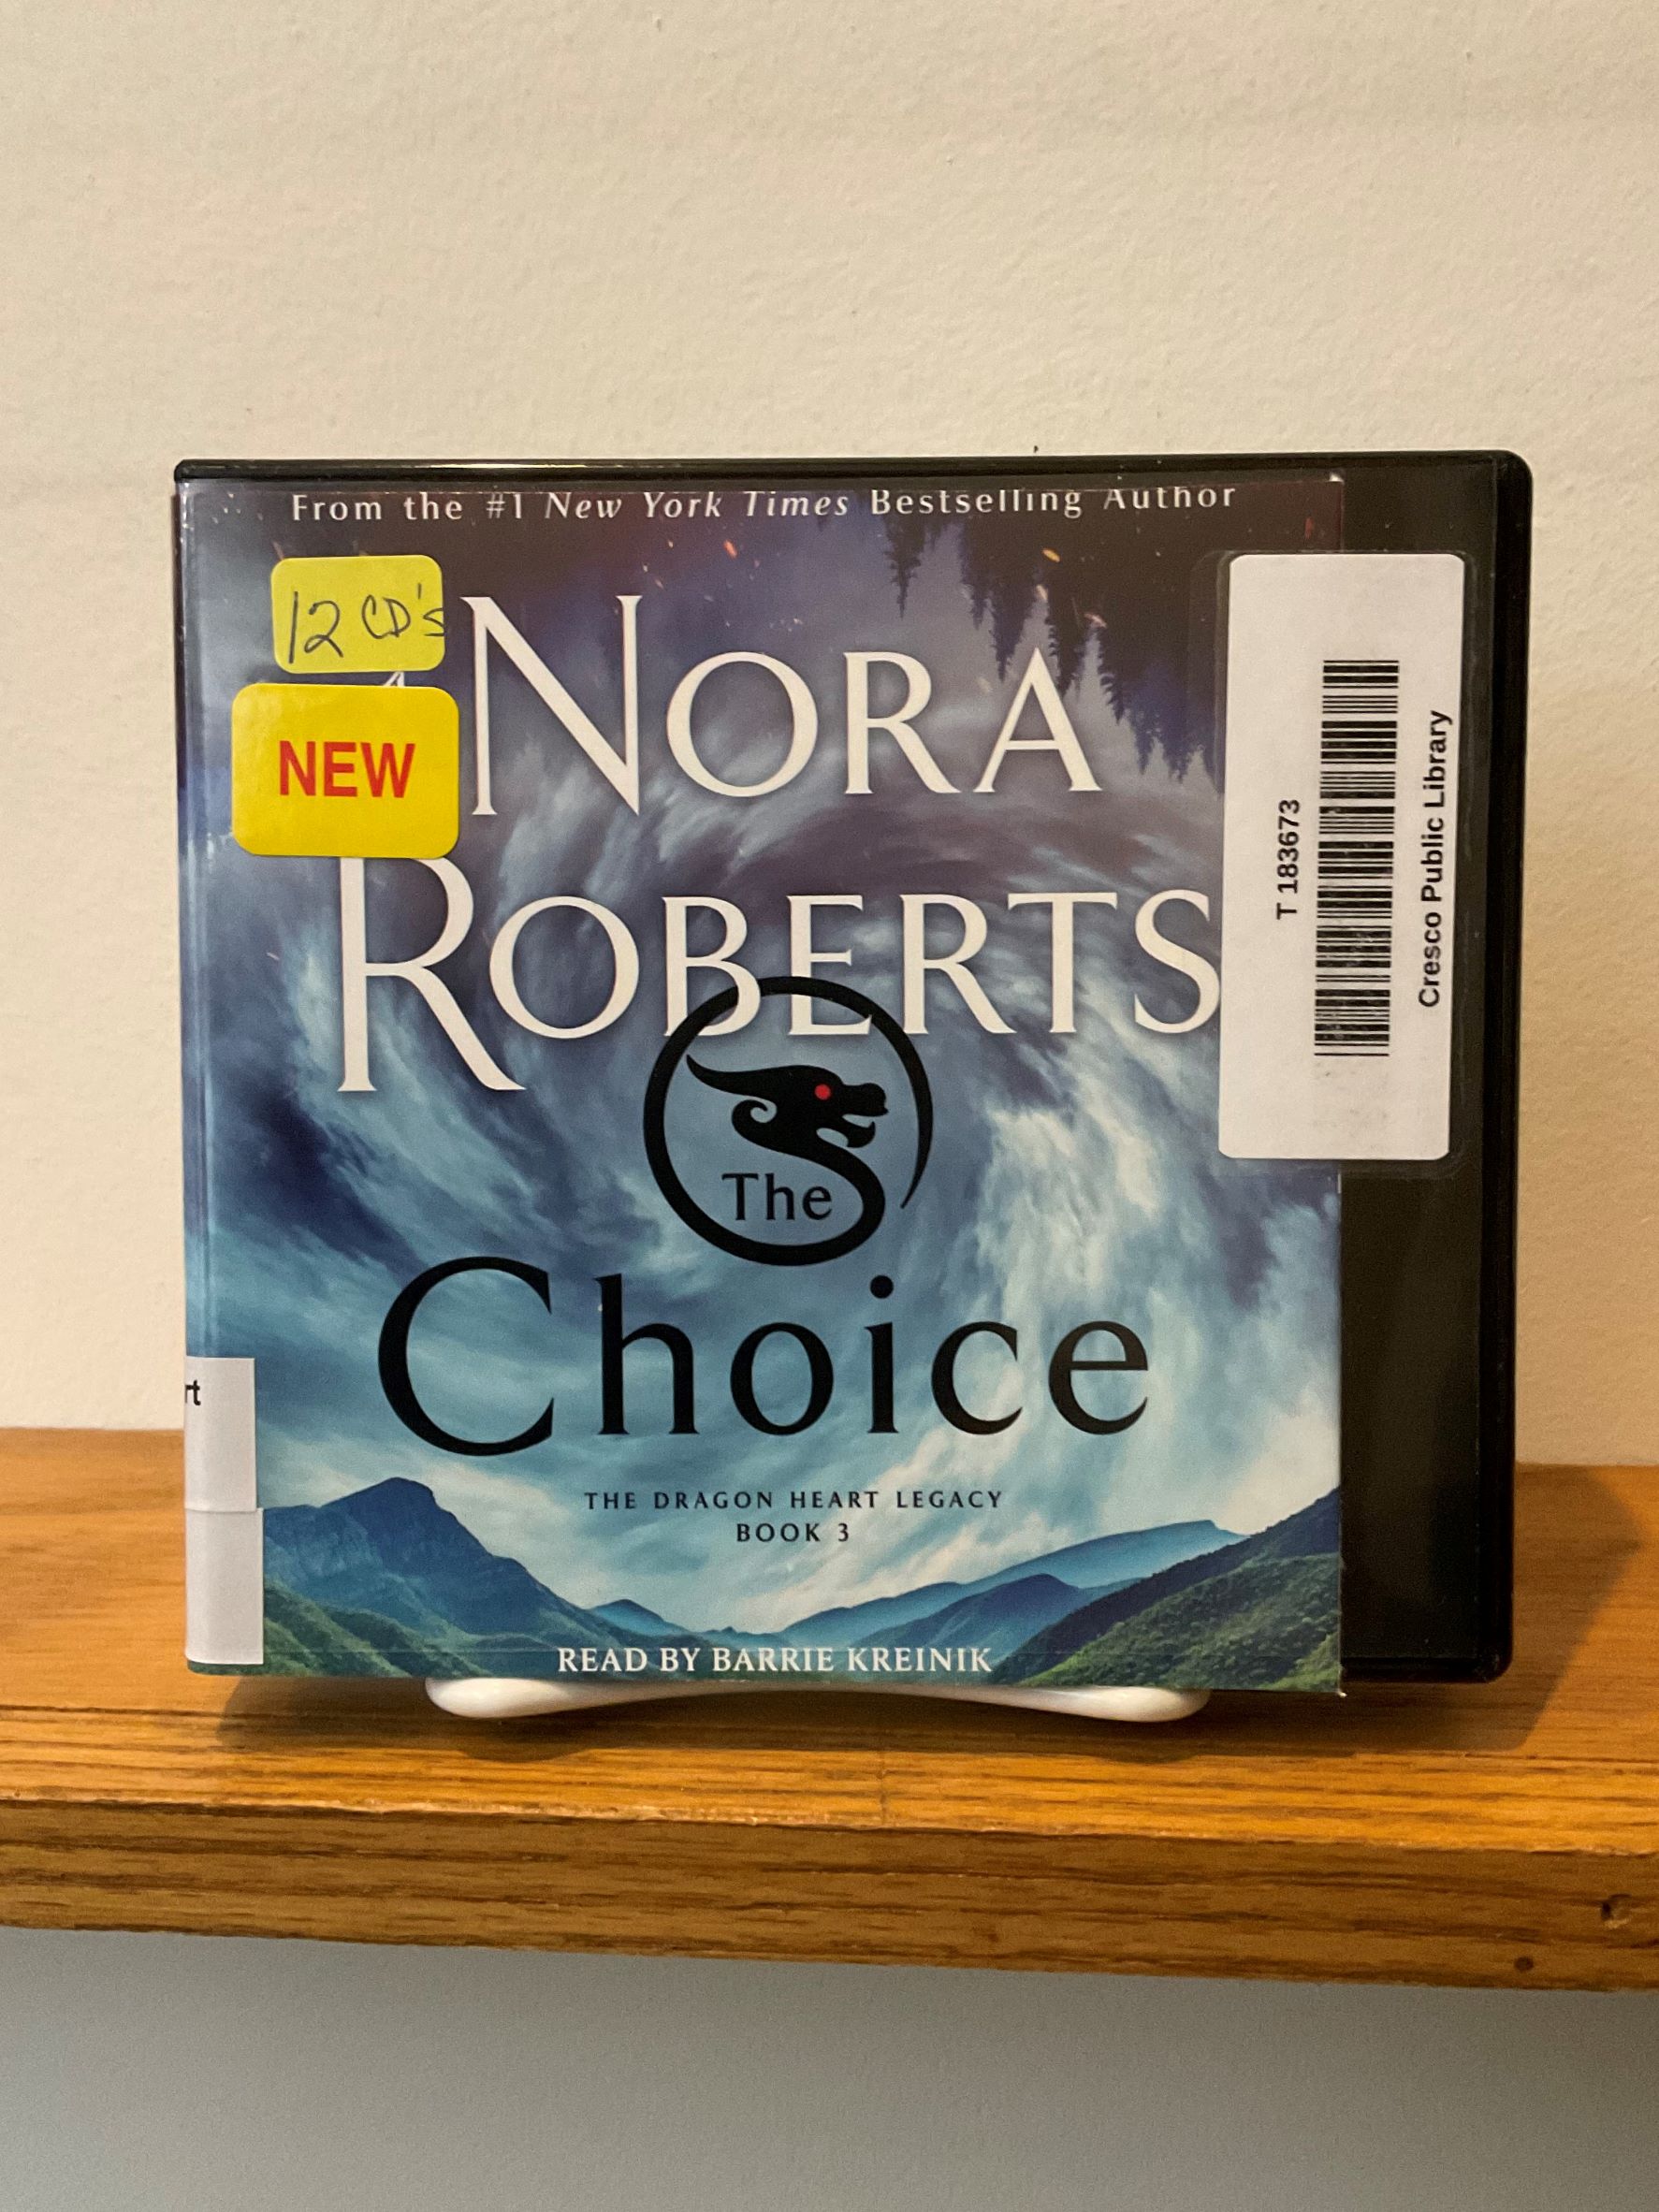 From the #1 New York Times Bestselling Author
12 CD's
NEW
NORA
ROBERTS
The
Choice
THE DRAGON HEART LEGACY
BOOK 3
READ BY BARRIE KREINIK
T 183673
Cresco Public Library
rt